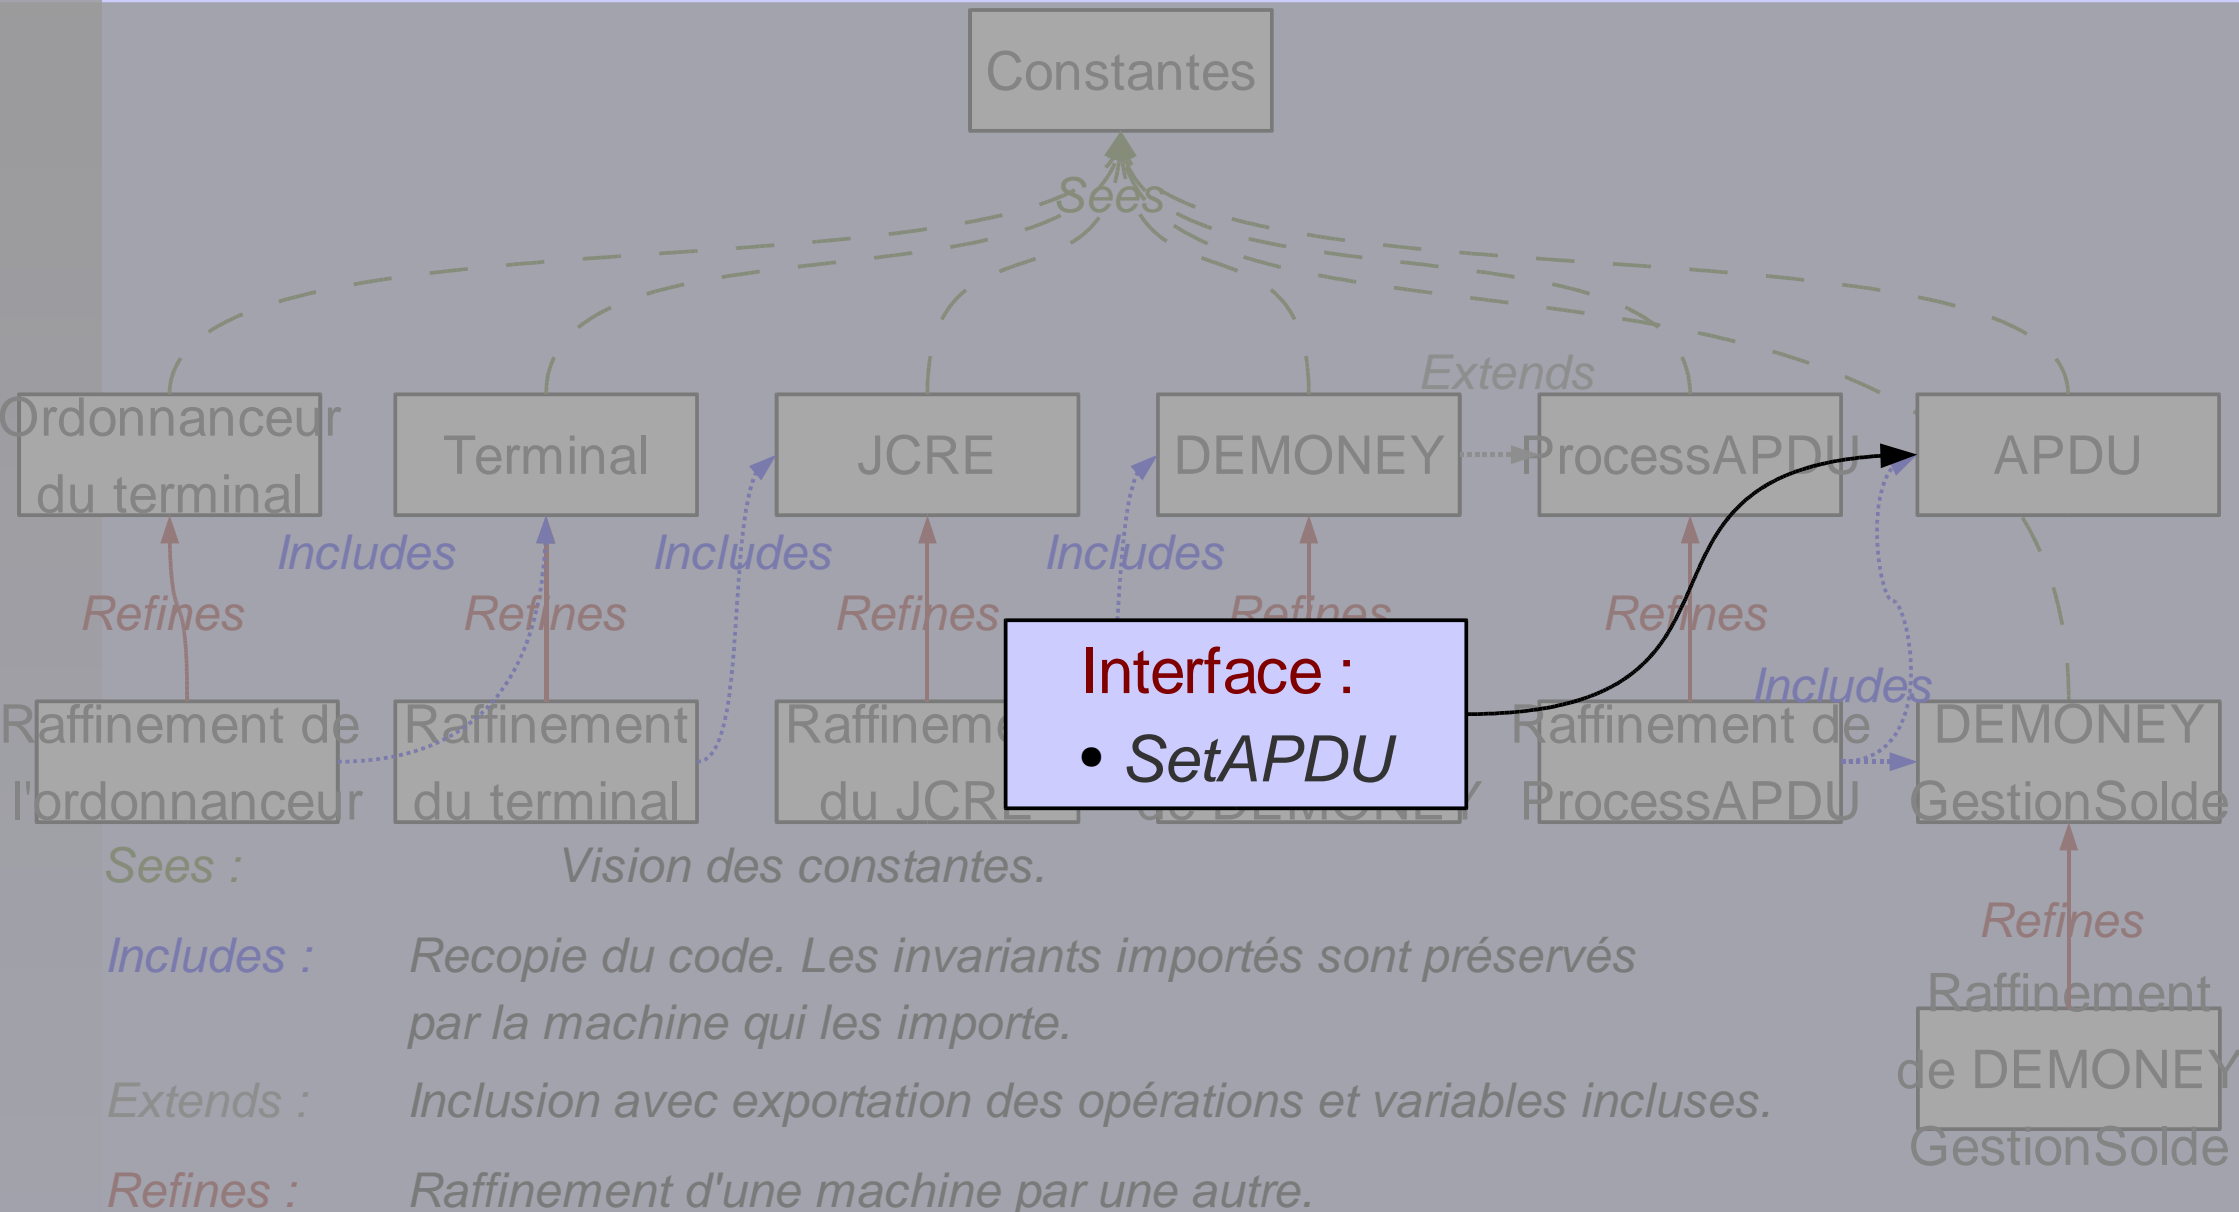 Constantes
Sees
Extends
Ordonnanceur
du terminal
Terminal
JCRE
DEMONEY
ProcessAPDU
APDU
Includes
Includes
Includes
Refines
Refines
Refines
Refines
Refines
Interface :
• SetAPDU
Includes
Raffinement de
l'ordonnanceur
Raffinement
du terminal
Raffineme
du JCRE
de DEMONEY
Raffinement de
ProcessAPDU
DEMONEY
GestionSolde
Sees : Vision des constantes.
Refines
Includes : Recopie du code. Les invariants importés sont préservés
par la machine qui les importe.
Raffinement
de DEMONEY
GestionSolde
Extends : Inclusion avec exportation des opérations et variables incluses.
Refines : Raffinement d'une machine par une autre.